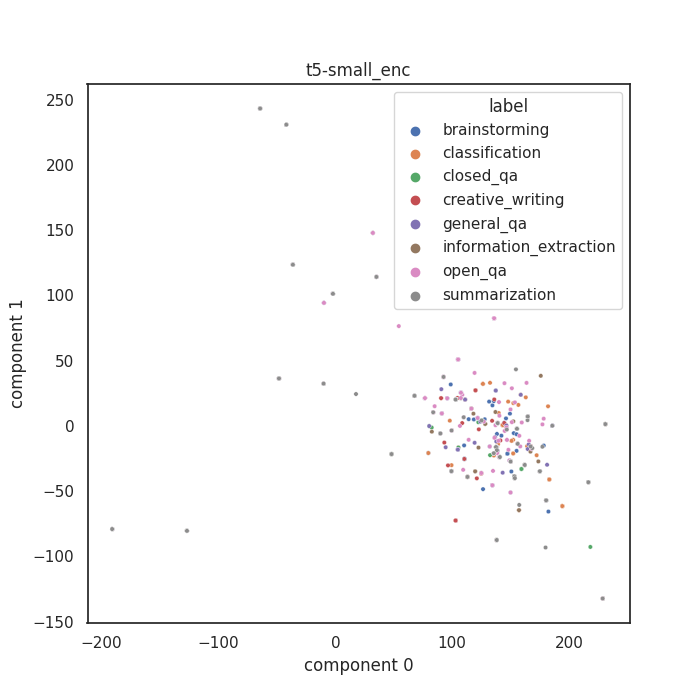 t5-small_enc
label
brainstorming
classification
closed_qa
creative_writing
general_qa
information_extraction
open_qa
summarization
250
200
150
100
50
0
−50
−100
−150
component 1
−200
−100
0
100
200
component 0